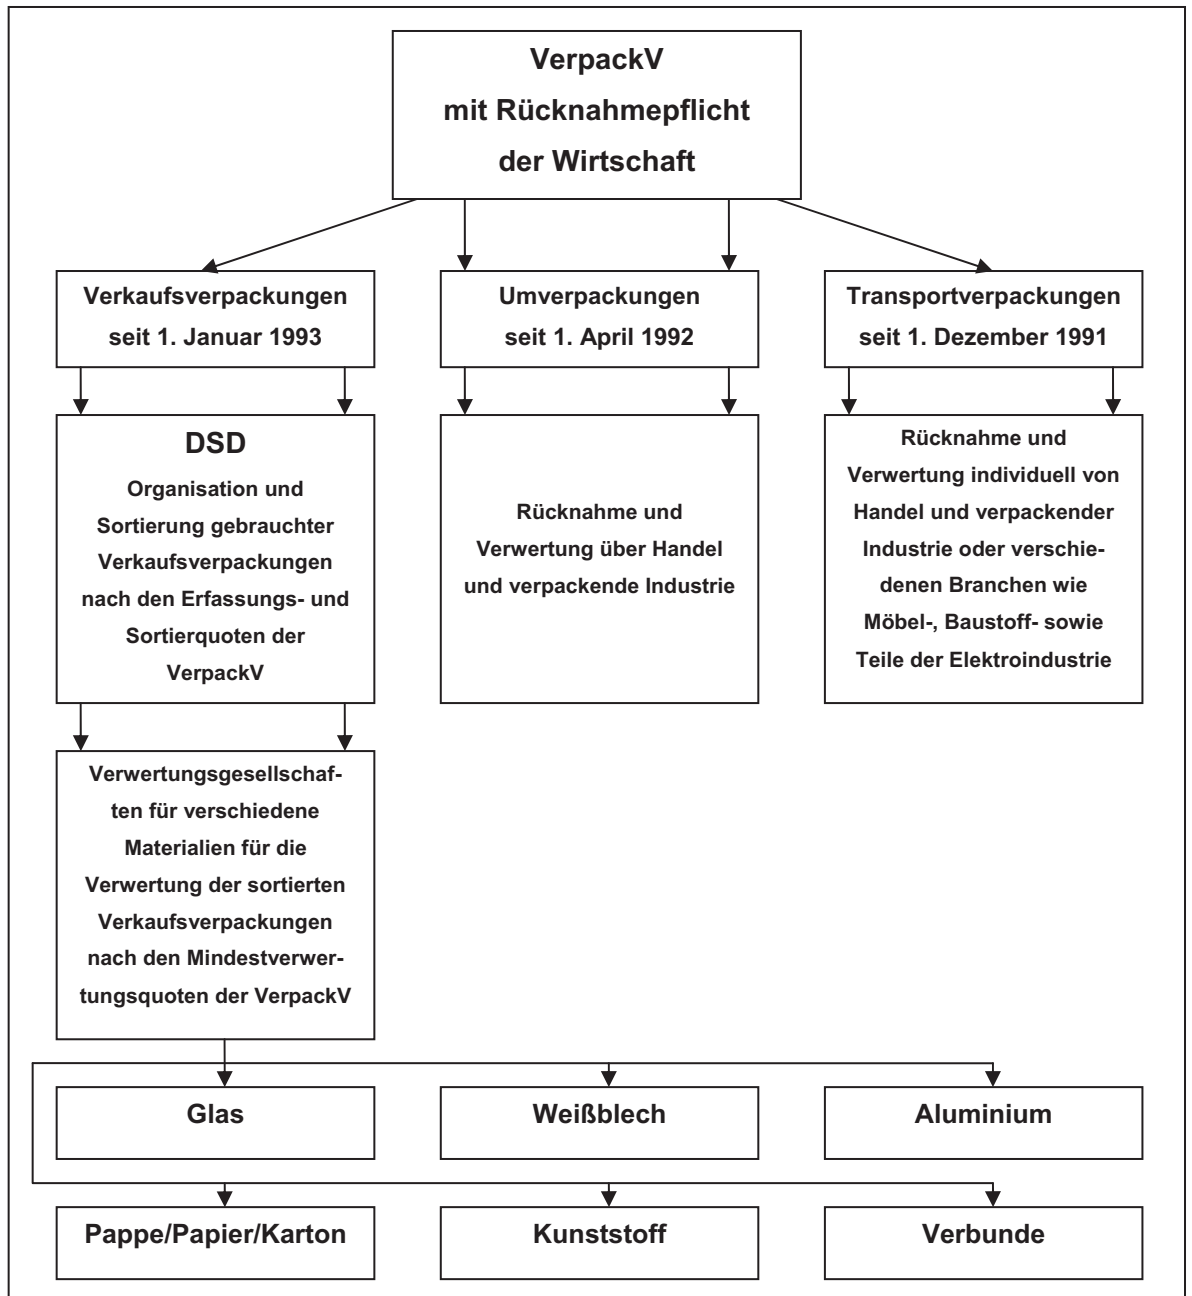 VerpackV
mit Rücknahmepflicht
der Wirtschaft
Verkaufsverpackungen
seit 1. Januar 1993
Umverpackungen
seit 1. April 1992
Transportverpackungen
seit 1. Dezember 1991
DSD
Organisation und
Sortierung gebrauchter
Verkaufsverpackungen
nach den Erfassungs- und
Sortierquoten der
VerpackV
Rücknahme und
Verwertung über Handel
und verpackende Industrie
Rücknahme und
Verwertung individuell von
Handel und verpackender
Industrie oder verschie-
denen Branchen wie
Möbel-, Baustoff- sowie
Teile der Elektroindustrie
Verwertungsgesellschaf-
ten für verschiedene
Materialien für die
Verwertung der sortierten
Verkaufsverpackungen
nach den Mindestverwer-
tungsquoten der VerpackV
Glas
Weißblech
Aluminium
Pappe/Papier/Karton
Kunststoff
Verbunde